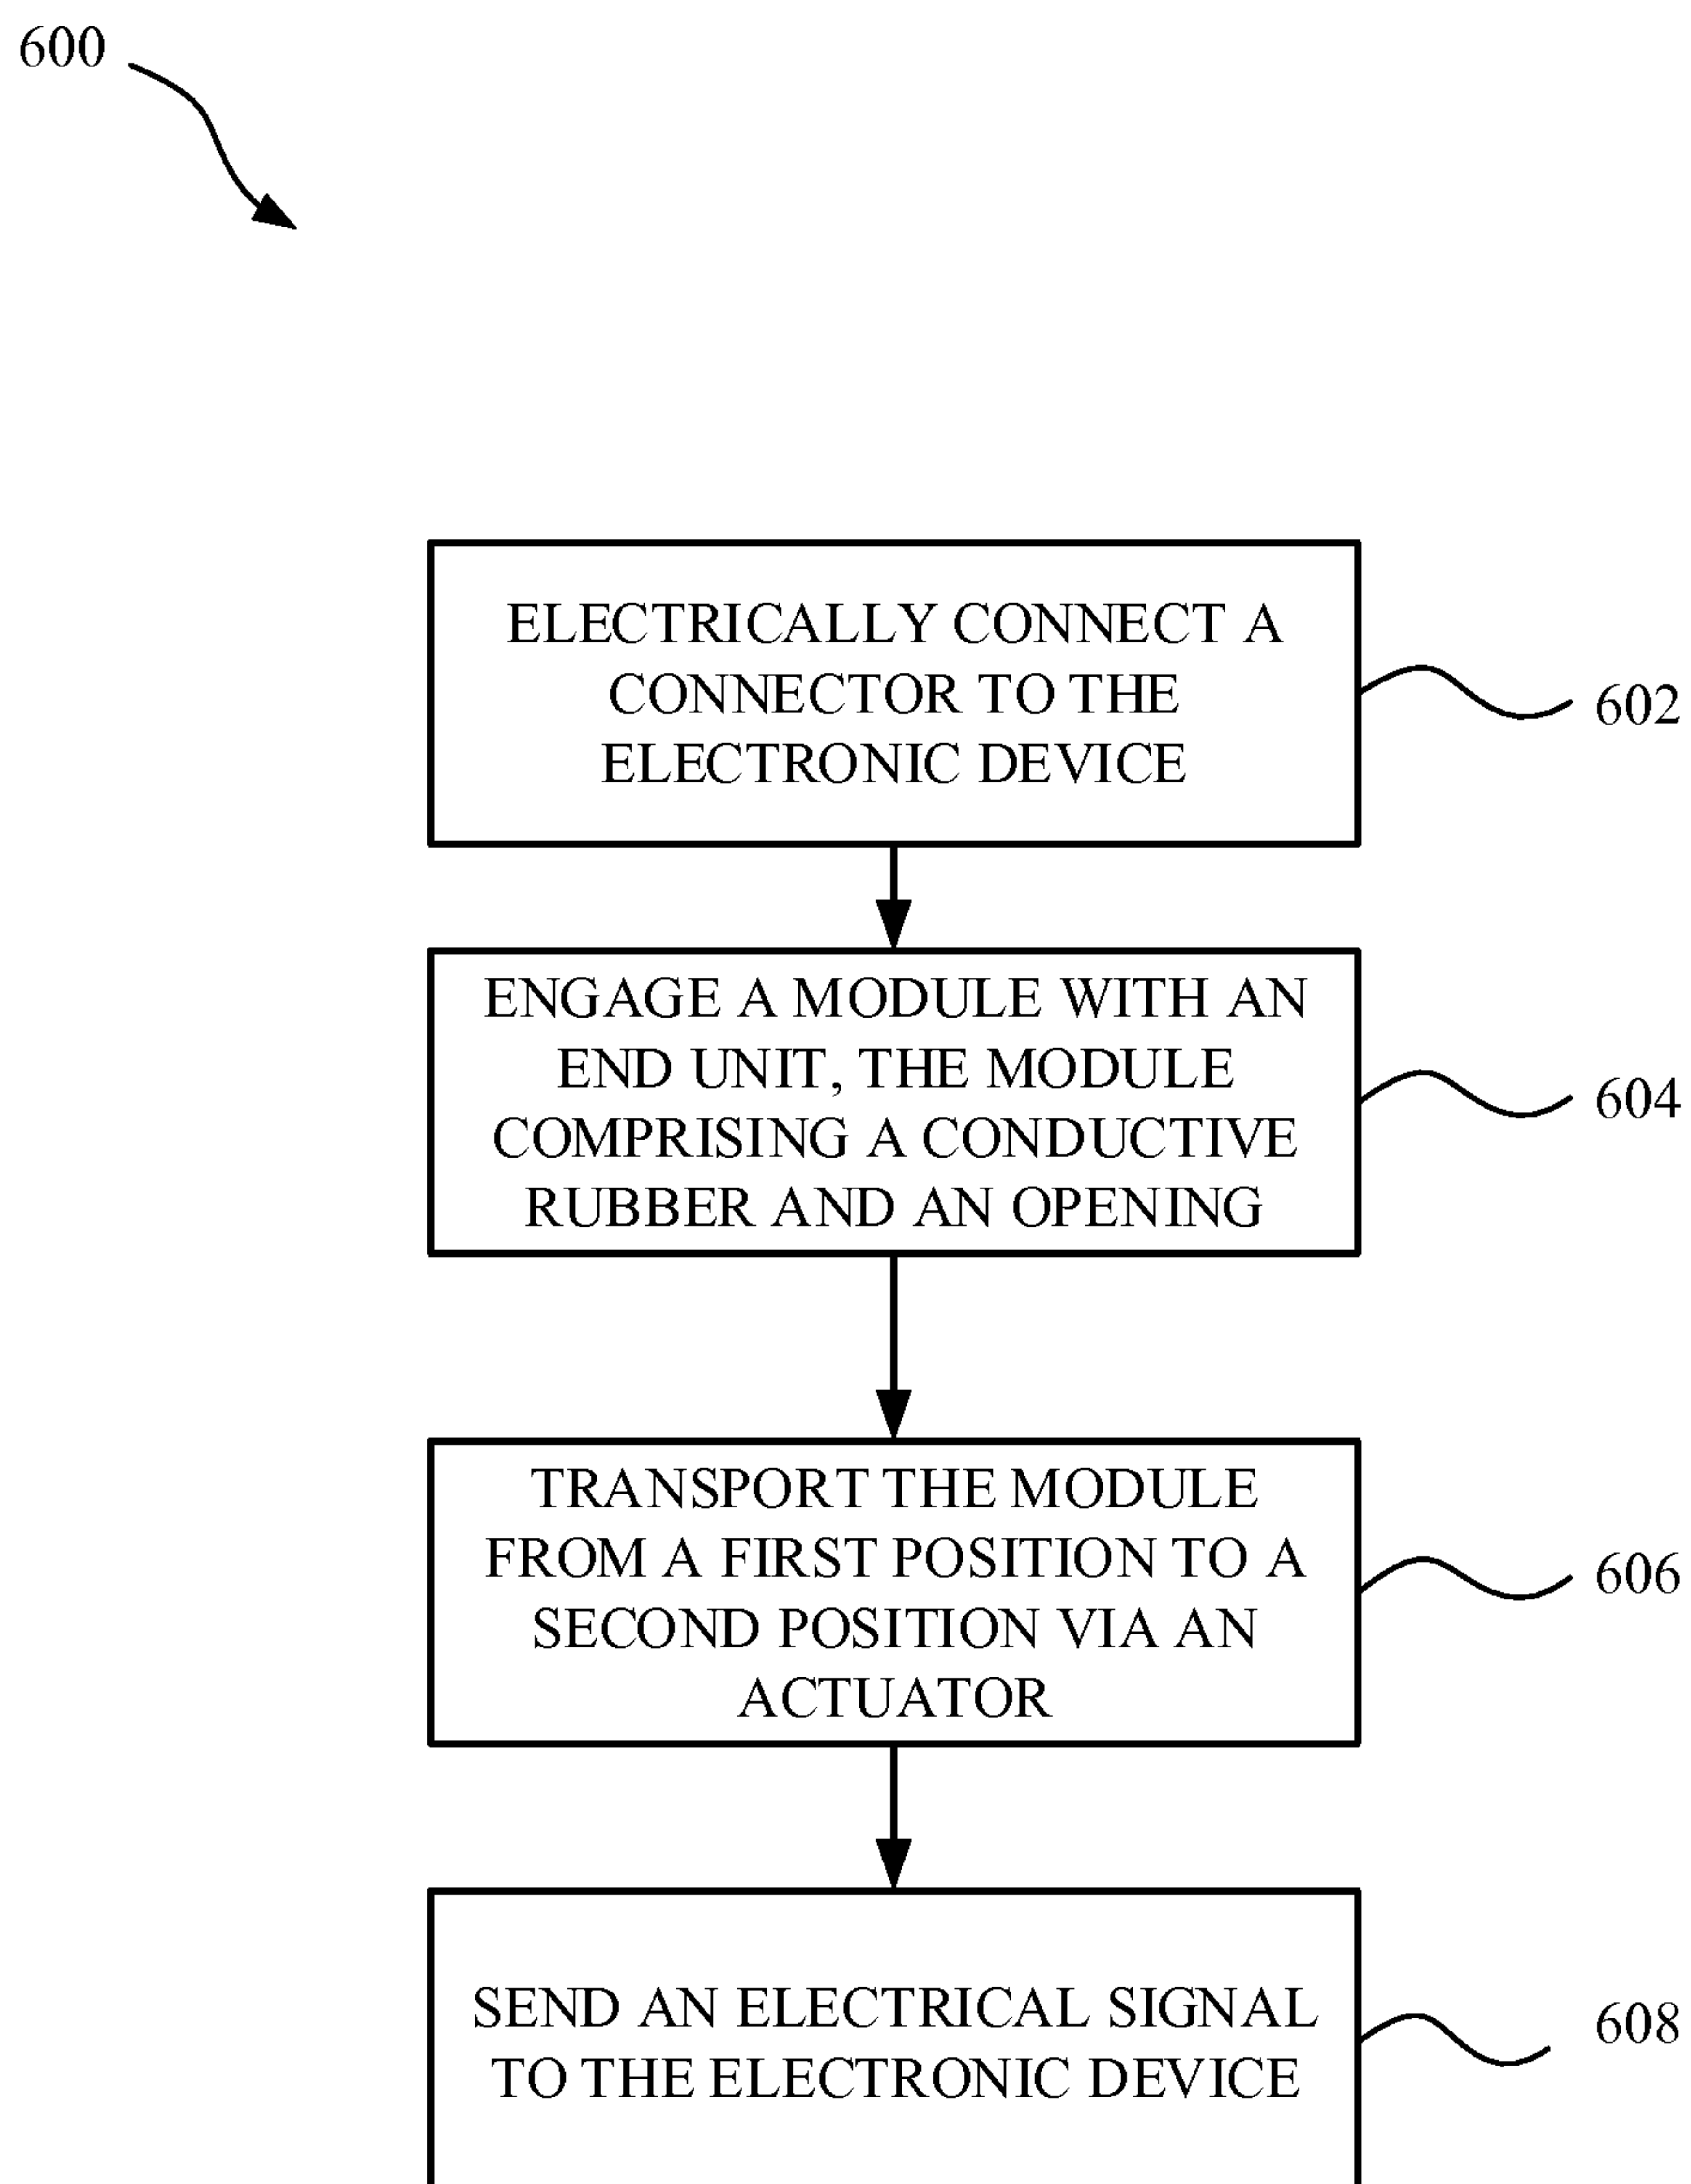 600
ELECTRICALLY CONNECT A
CONNECTOR TO THE
ELECTRONIC DEVICE
602
ENGAGE A MODULE WITH AN
END UNIT, THE MODULE
COMPRISING A CONDUCTIVE
RUBBER AND AN OPENING
604
TRANSPORT THE MODULE
FROM A FIRST POSITION TO A
SECOND POSITION VIA AN
ACTUATOR
606
SEND AN ELECTRICAL SIGNAL
TO THE ELECTRONIC DEVICE
608